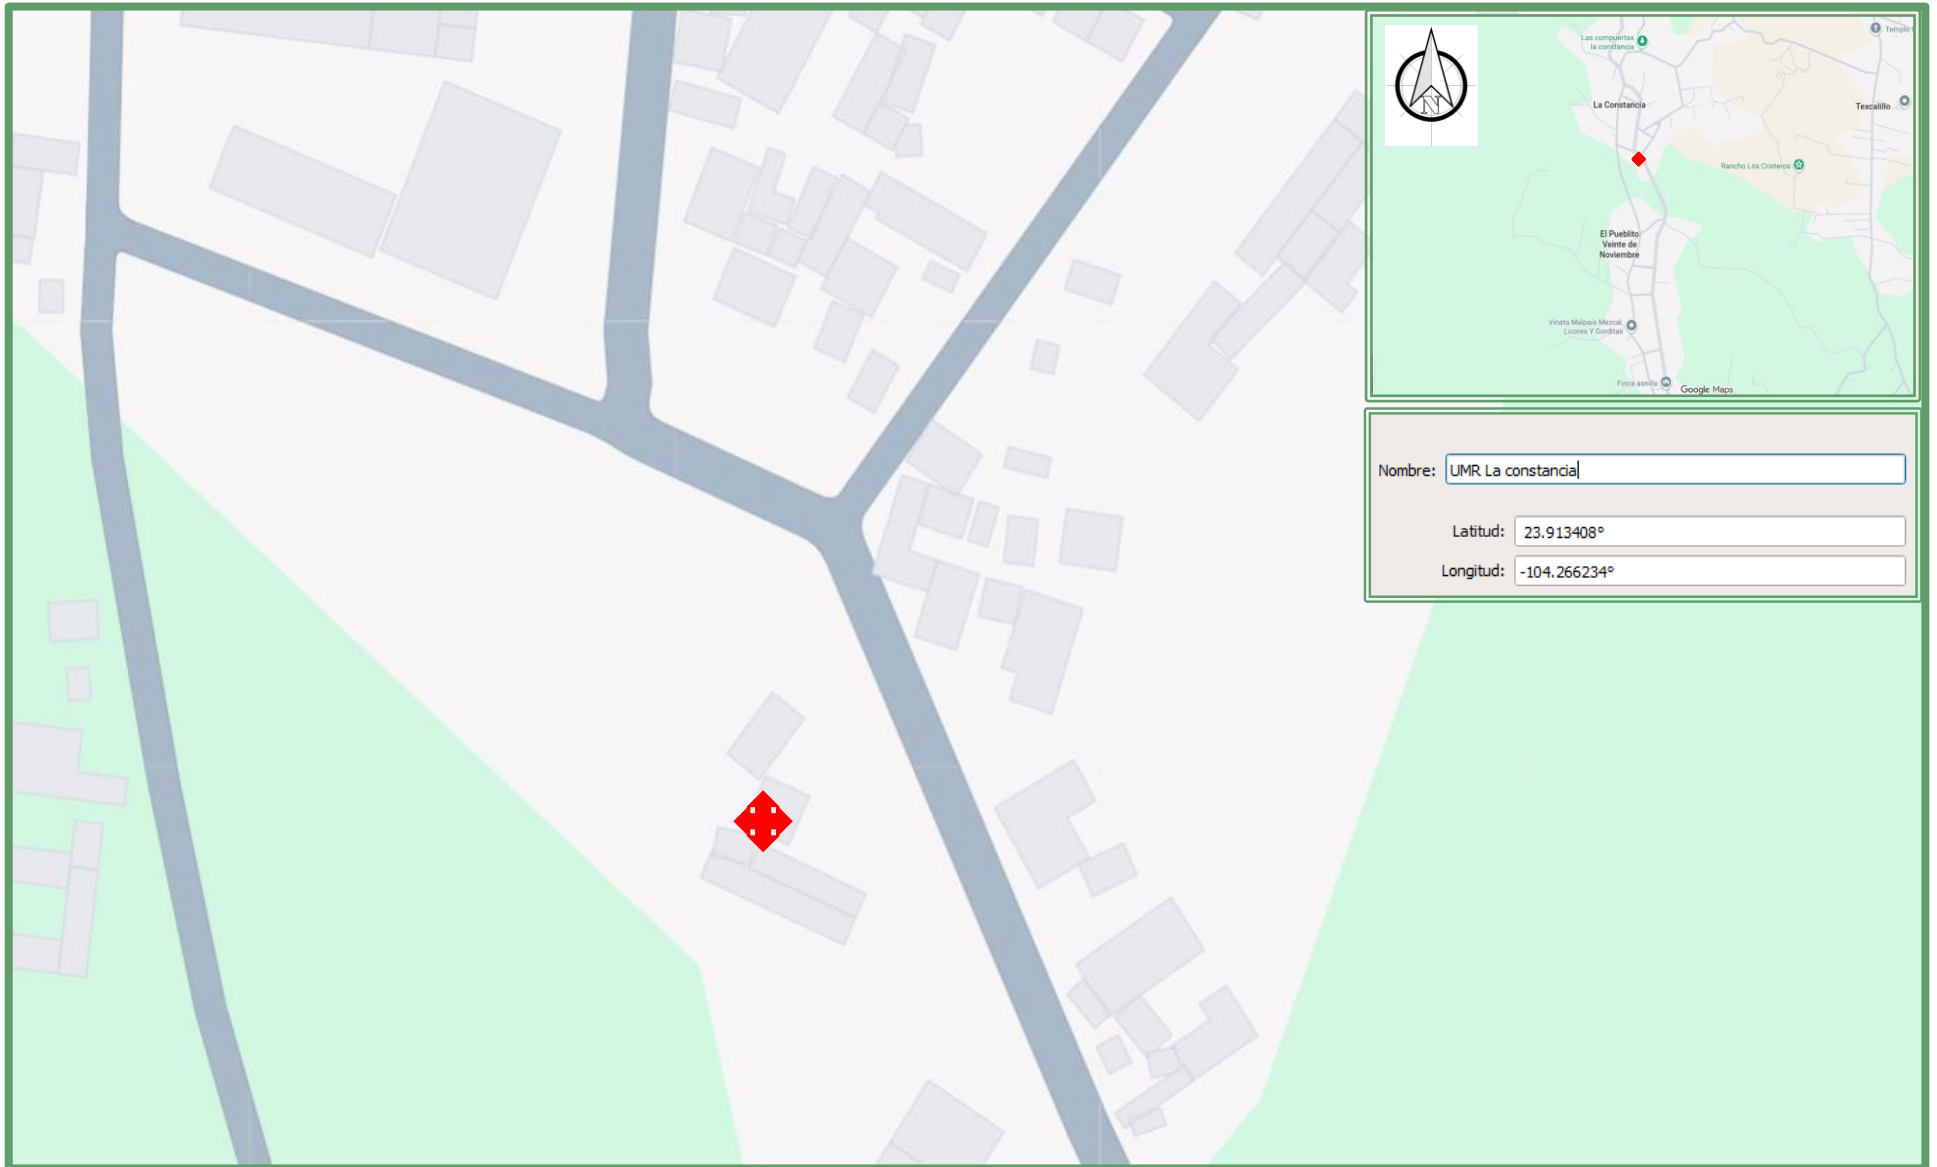 Las compuertas
la constancia
Templo
N
La Constancia
Texcalillo
Rancho Los Cristeros
El Pueblito
Veinte de
Noviembre
Vinata Malpais Mezcal,
Licores Y Gorditas
Finca asnilla
Google Maps
Nombre: UMR La constancia
Latitud: 23.913408°
Longitud: -104.266234°